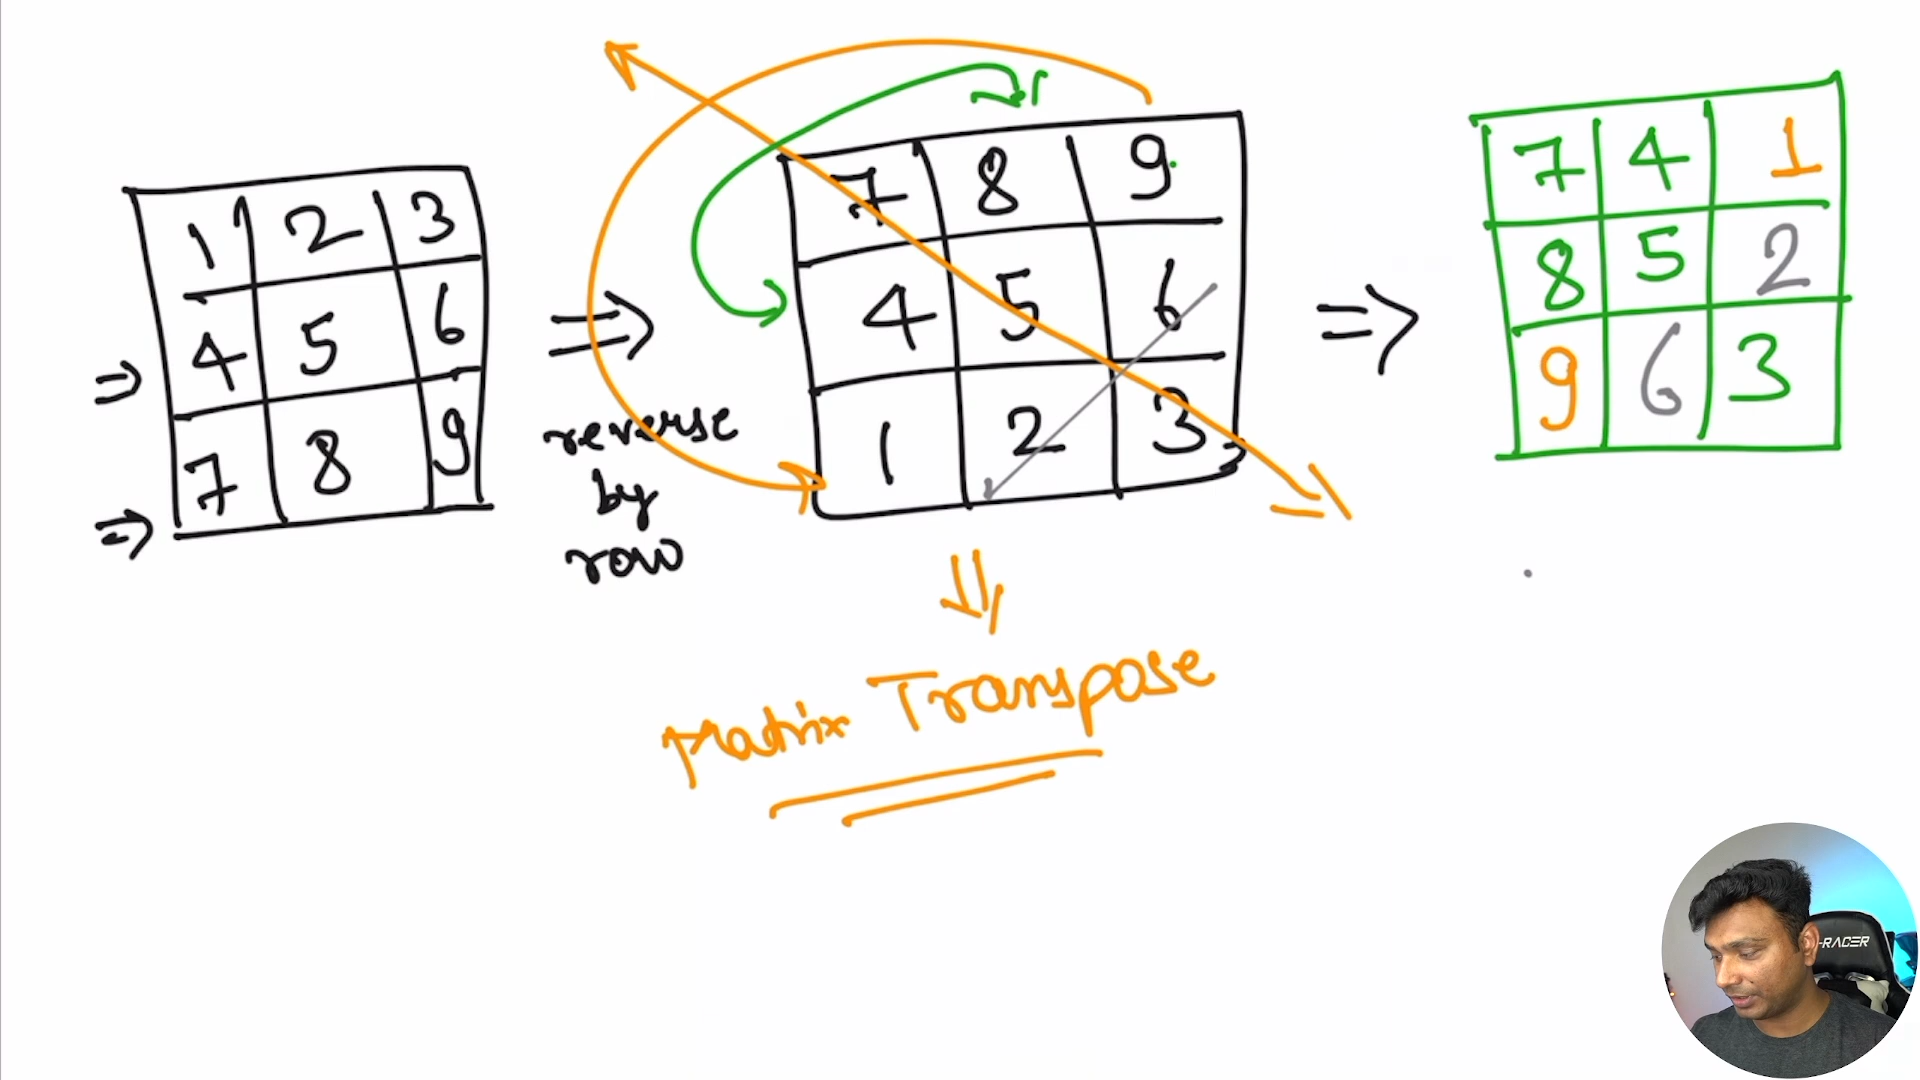 1 2 3
4 5 6
7 8 9
=>
=>
=>
reverse
by
row
7 8 9
4 5 6
1 2 3
=>
7 4 1
8 5 2
9 6 3
Matrix Transpose
-RACER